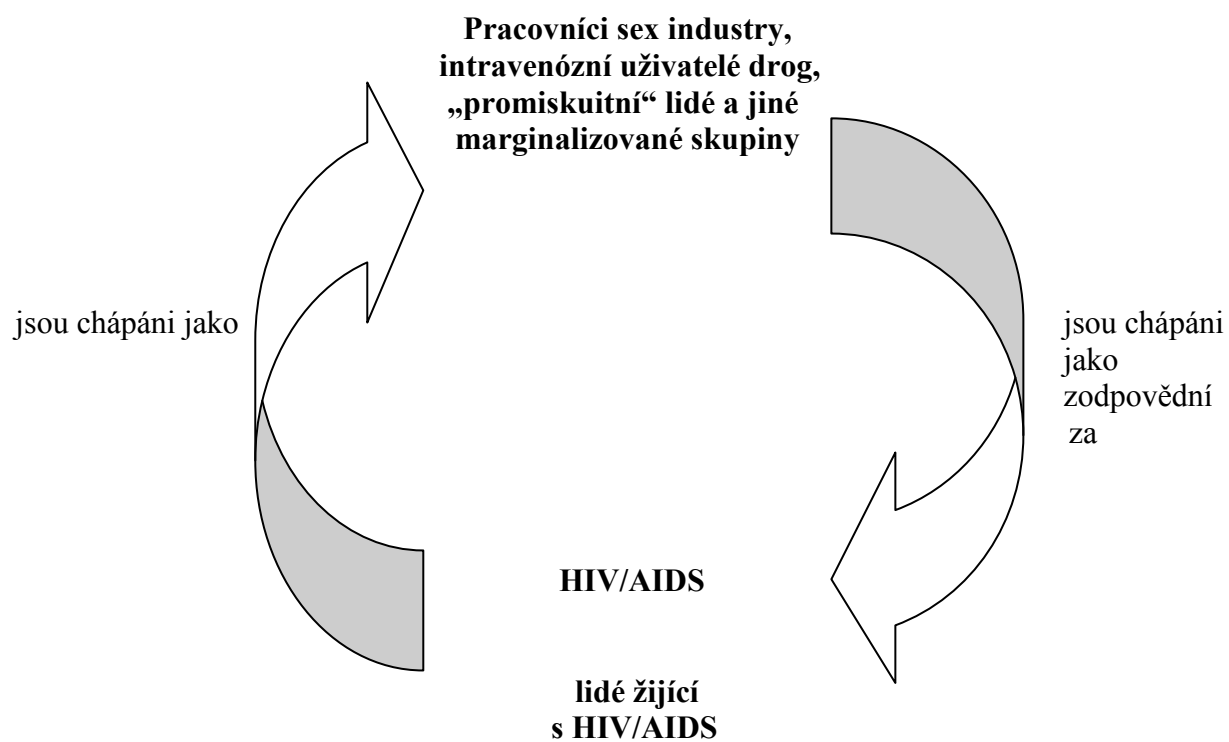 Pracovníci sex industry,
intravenózní uživatelé drog,
„promiskuitní“ lidé a jiné
marginalizované skupiny
jsou chápáni jako
jsou chápáni
jako
zodpovědní
za
HIV/AIDS
lidé žijící
s HIV/AIDS